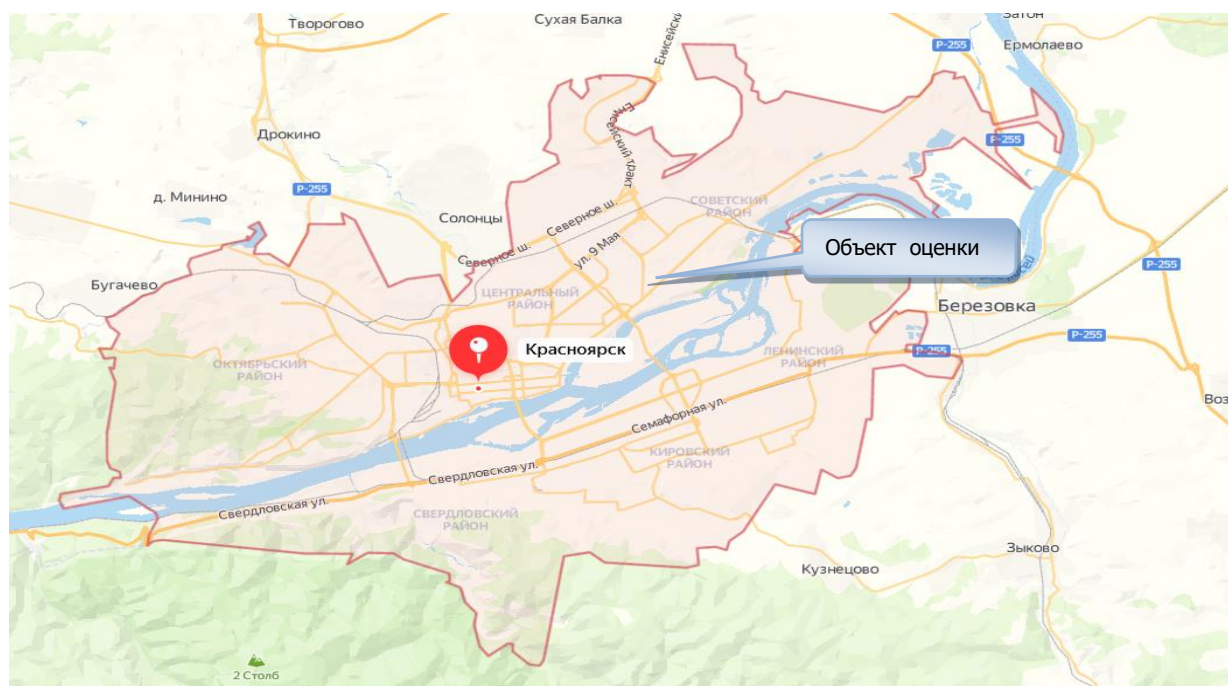 Творогово
Сухая Балка
Енисейский
Затон
Р-255
Ермолаево
Дрокино
Енисейский тракт
Р-255
Р-255
д. Минино
Солонцы
СОВЕТСКИЙ
РАЙОН
Северное ш.
Северное ш.
ул. 9 Мая
Объект оценки
Р-255
Бугачево
ЦЕНТРАЛЬНЫЙ
РАЙОН
Березовка
Р-255
Красноярск
ЛЕНИНСКИЙ
РАЙОН
Р-255
ОКТЯБРЬСКИЙ
РАЙОН
Воз
Семафорная ул.
КИРОВСКИЙ
РАЙОН
Свердловская ул.
Свердловская ул.
СВЕРДЛОВСКИЙ
РАЙОН
Зыково
Кузнецово
2 Столб